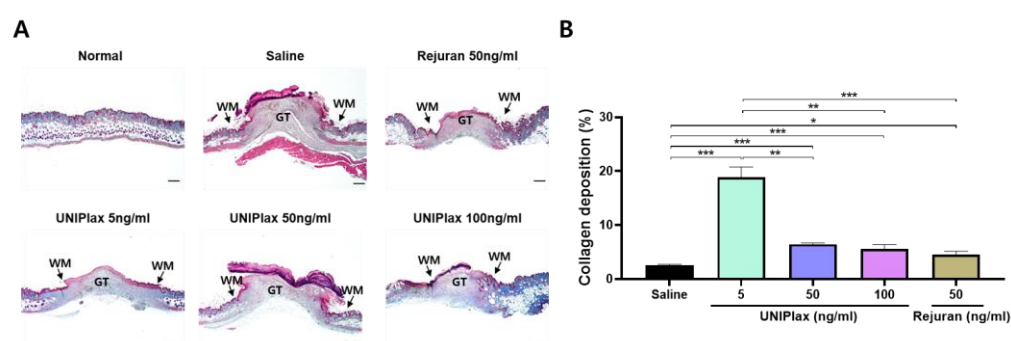 A
Normal
Saline
Rejuran 50ng/ml
WM
WM
GT
WM
WM
GT
UNIPlax 5ng/ml
UNIPlax 50ng/ml
UNIPlax 100ng/ml
WM
WM
GT
WM
WM
GT
WM
WM
GT
B
Collagen deposition (%)
30
20
10
0
***
**
*
***
***
***
**
Saline
5
50
100
50
UNIPlax (ng/ml)
Rejuran (ng/ml)